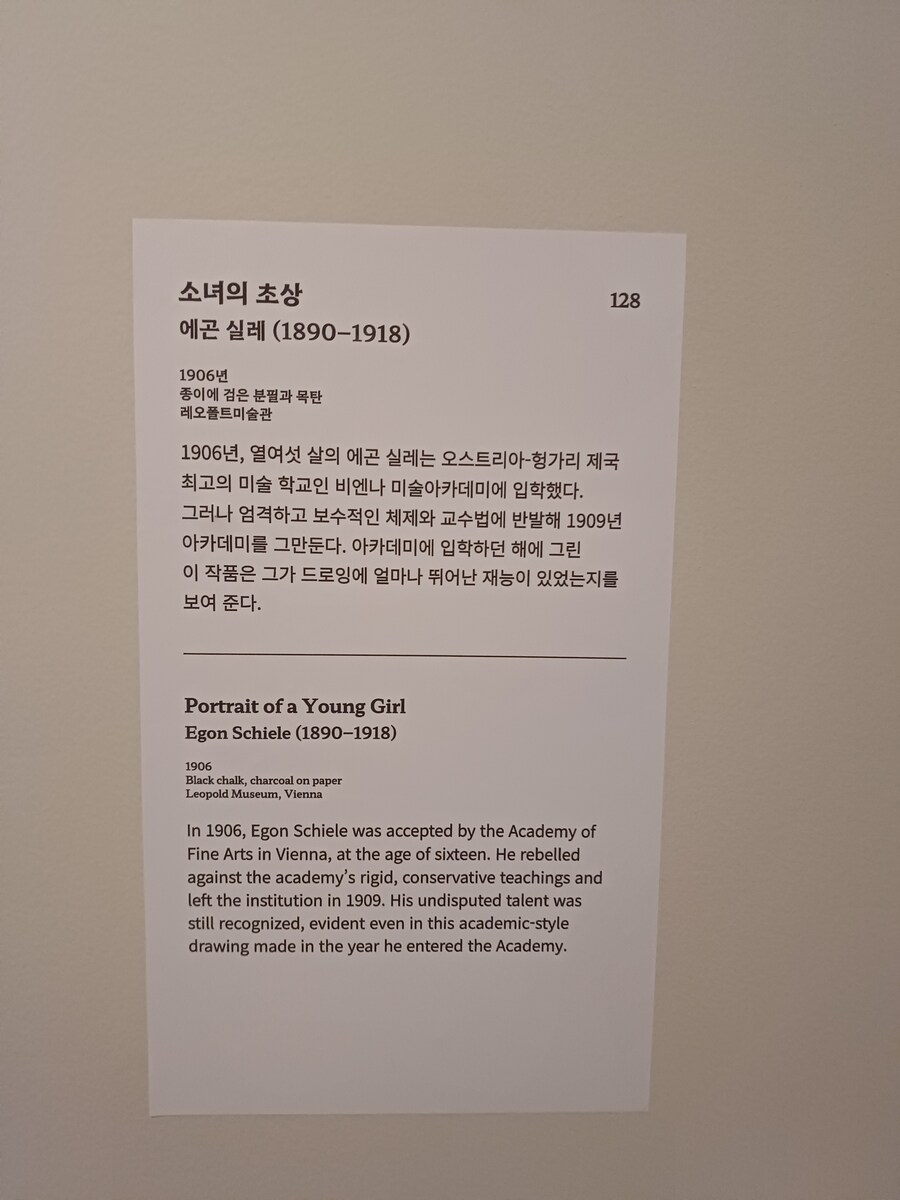 소녀의 초상
128
에곤 실레 (1890–1918)
1906년
종이에 검은 분필과 목탄
레오폴트미술관
1906년, 열여섯 살의 에곤 실레는 오스트리아-헝가리 제국
최고의 미술 학교인 비엔나 미술아카데미에 입학했다.
그러나 엄격하고 보수적인 체제와 교수법에 반발해 1909년
아카데미를 그만둔다. 아카데미에 입학하던 해에 그린
이 작품은 그가 드로잉에 얼마나 뛰어난 재능이 있었는지를
보여 준다.
Portrait of a Young Girl
Egon Schiele (1890–1918)
1906
Black chalk, charcoal on paper
Leopold Museum, Vienna
In 1906, Egon Schiele was accepted by the Academy of
Fine Arts in Vienna, at the age of sixteen. He rebelled
against the academy’s rigid, conservative teachings and
left the institution in 1909. His undisputed talent was
still recognized, evident even in this academic-style
drawing made in the year he entered the Academy.